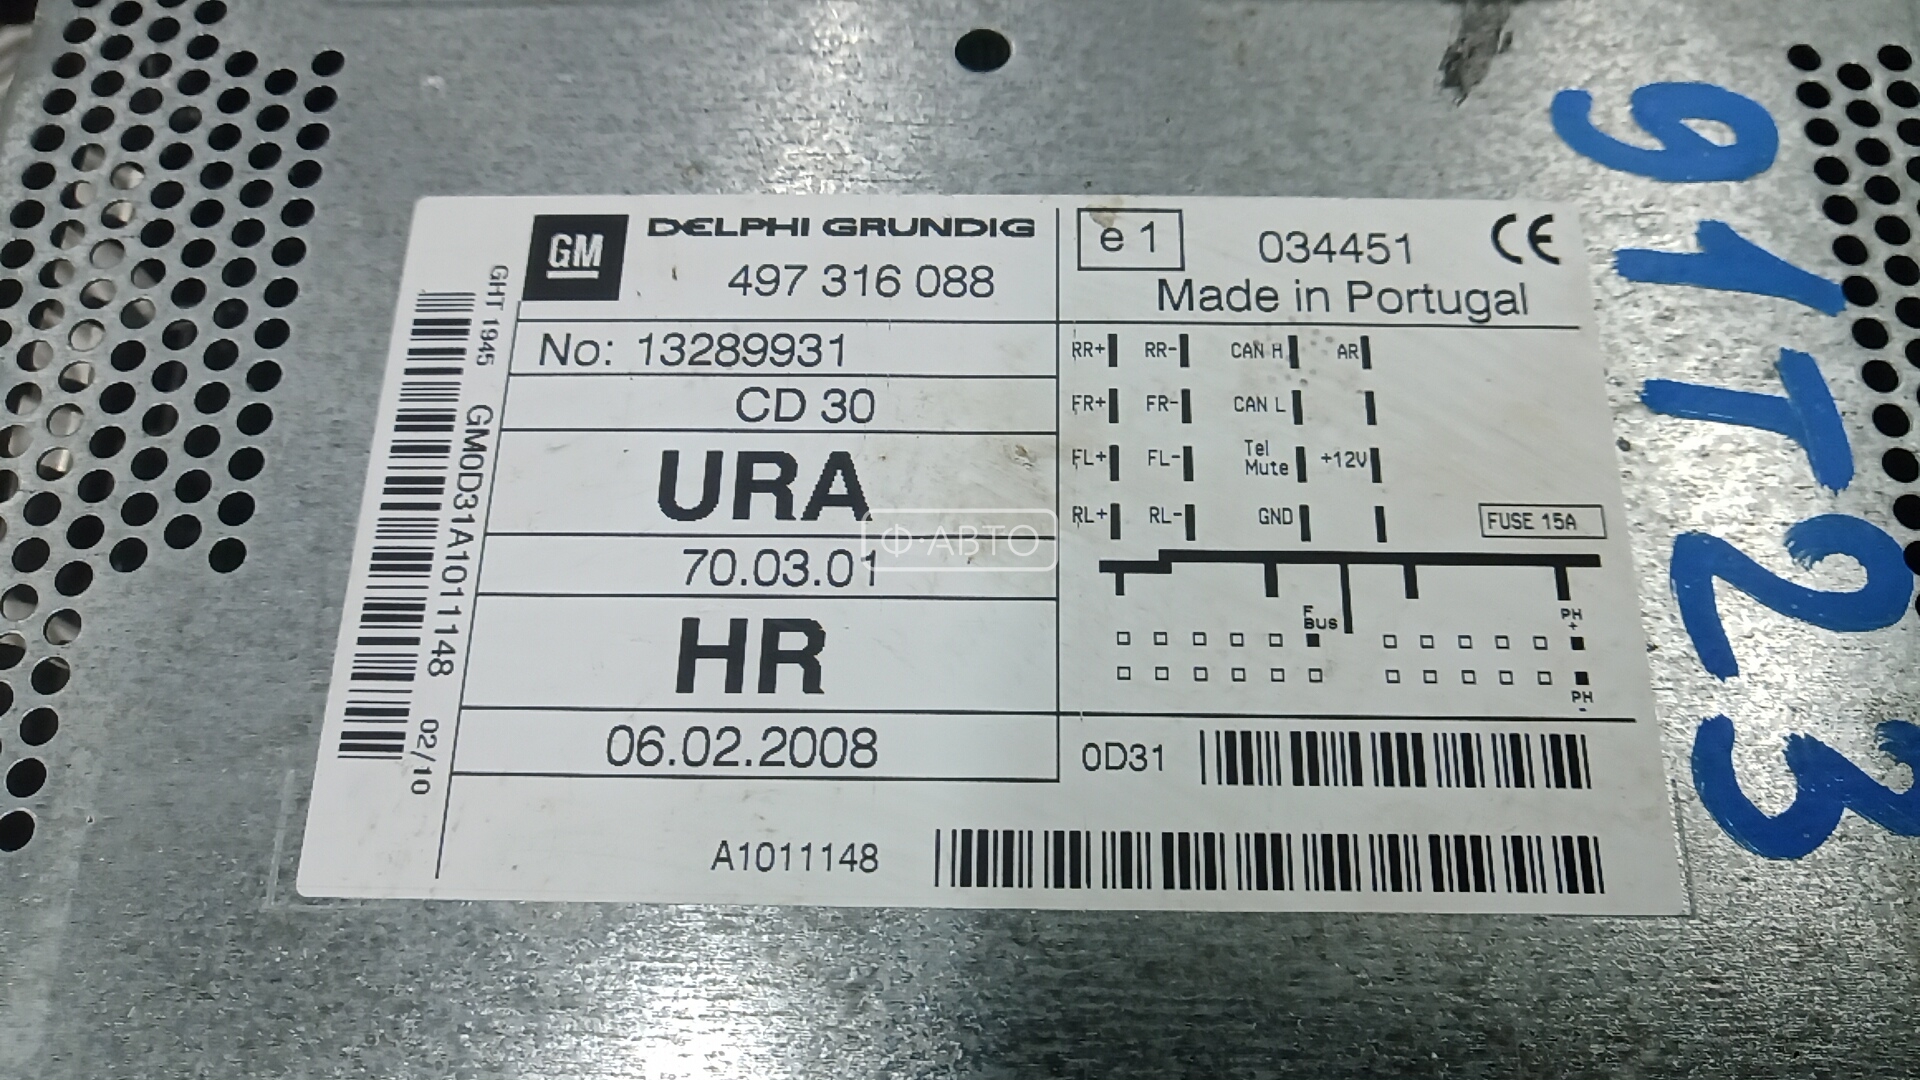 GM
DELPHI GRUNDIG
497 316 088
No: 13289931
CD 30
URA
70.03.01
HR
06.02.2008
e 1
034451
CE
Made in Portugal
RR+ RR- CAN H AR
FR+ FR- CAN L
FL+ FL- Tel Mute +12V
RL+ RL- GND
FUSE 15A
F BUS
PH +
PH -
0D31
A1011148
GHT 1945 GM0D31A1011148 02/10
91T23
Ф·АВТО